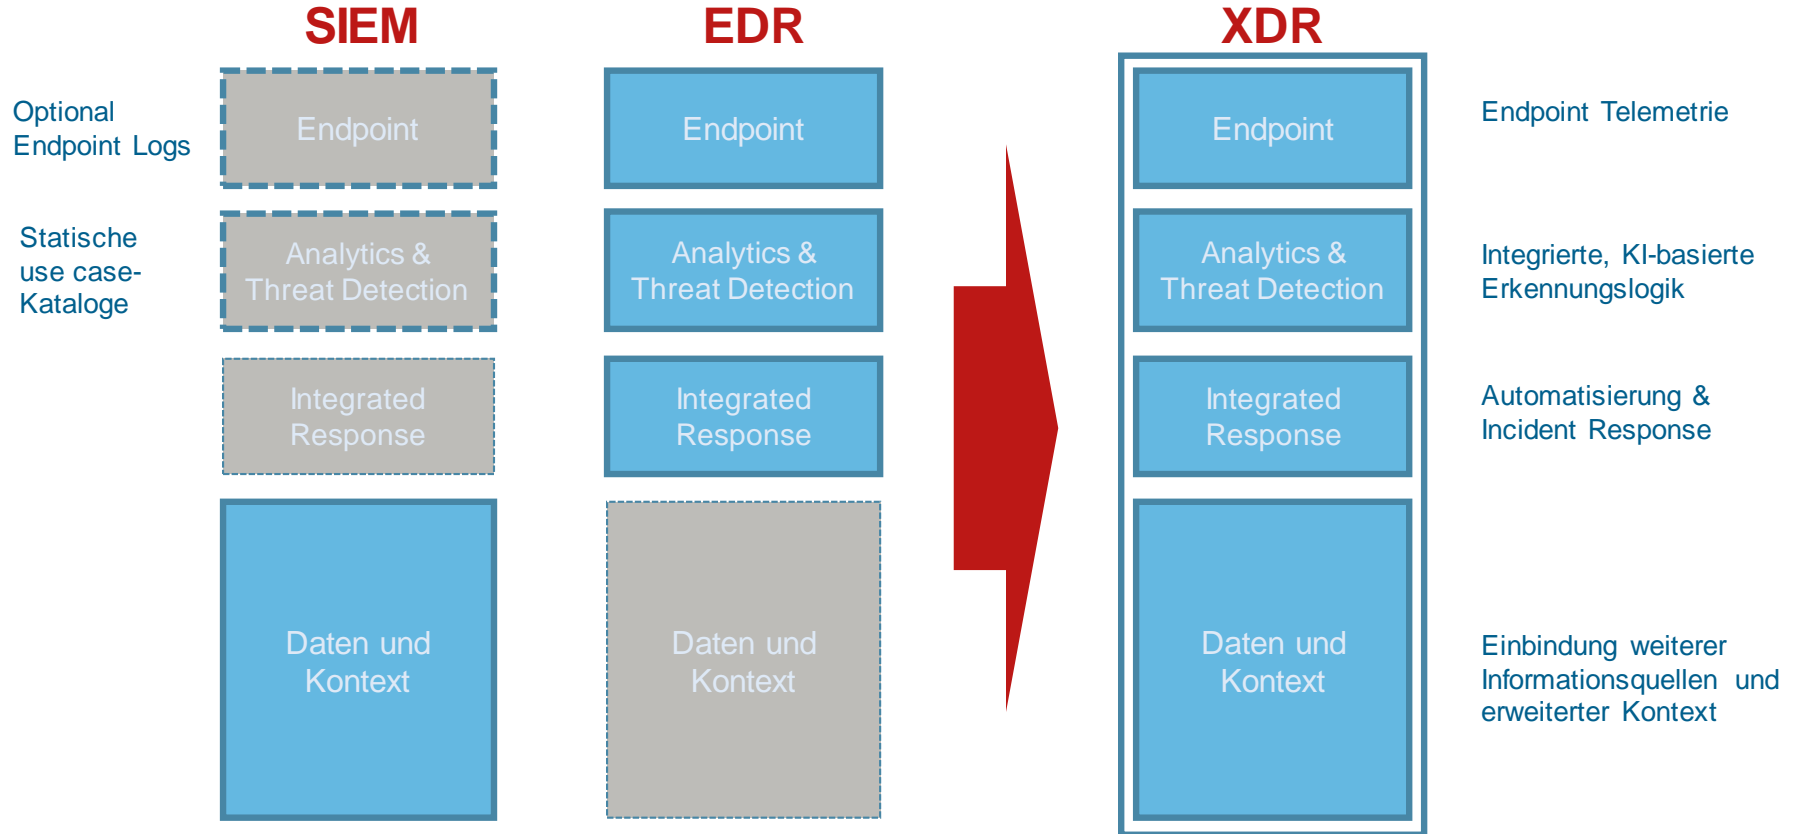 SIEM
EDR
XDR
Optional
Endpoint Logs
Endpoint
Endpoint
Endpoint
Endpoint Telemetrie
Statische
use case-
Kataloge
Analytics &
Threat Detection
Analytics &
Threat Detection
Analytics &
Threat Detection
Integrierte, KI-basierte
Erkennungslogik
Integrated
Response
Integrated
Response
Integrated
Response
Automatisierung &
Incident Response
Daten und
Kontext
Daten und
Kontext
Daten und
Kontext
Einbindung weiterer
Informationsquellen und
erweiterter Kontext